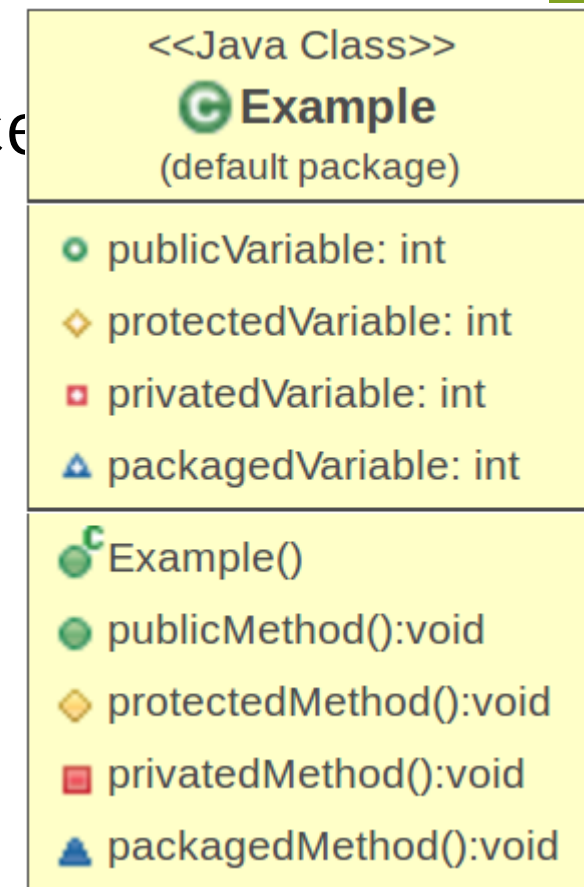 <<Java Class>>
Example
(default package)
publicVariable: int
protectedVariable: int
privatedVariable: int
packagedVariable: int
Example()
publicMethod():void
protectedMethod():void
privatedMethod():void
packagedMethod():void